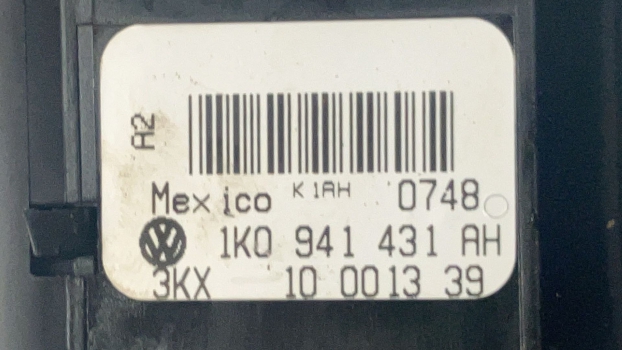 A2
Mexico K1AH 0748
1K0 941 431 AH
3KX 10 0013 39